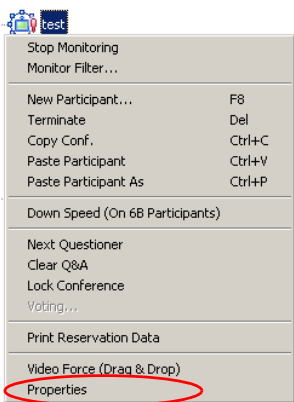 test
Stop Monitoring
Monitor Filter...
New Participant... F8
Terminate Del
Copy Conf. Ctrl+C
Paste Participant Ctrl+V
Paste Participant As Ctrl+P
Down Speed (On 6B Participants)
Next Questioner
Clear Q&A
Lock Conference
Voting...
Print Reservation Data
Video Force (Drag & Drop)
Properties